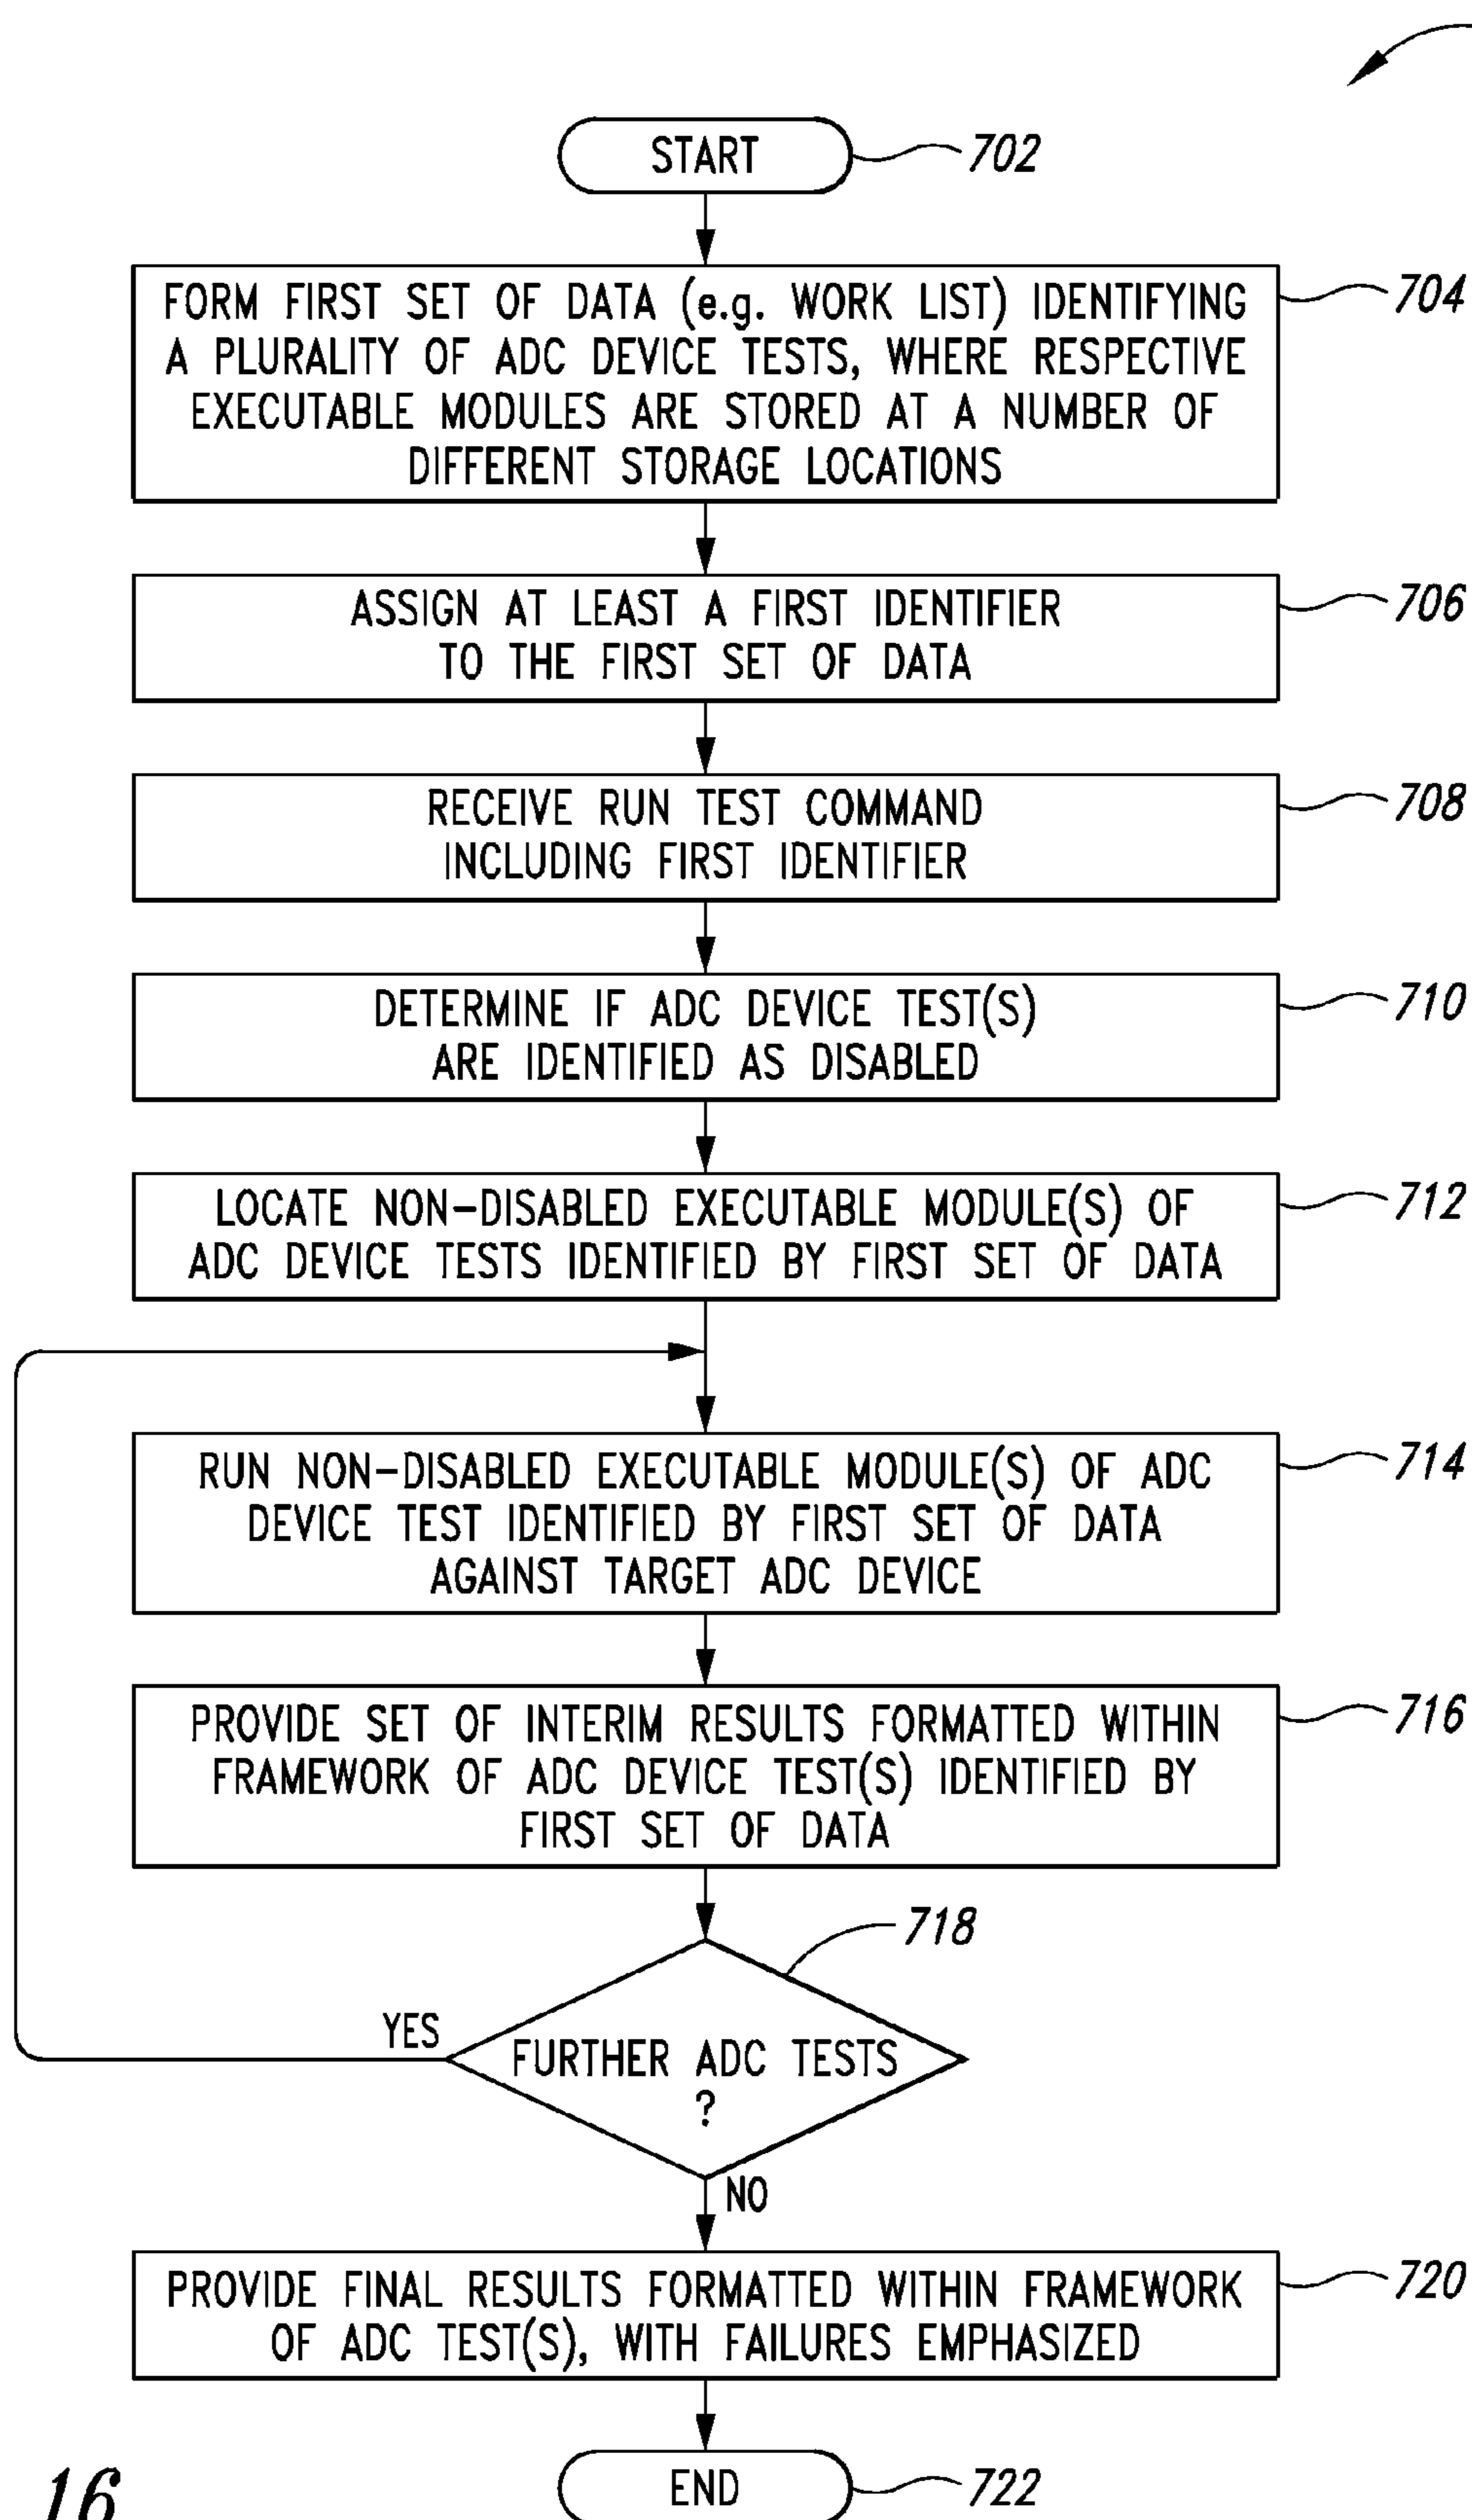 START
702
FORM FIRST SET OF DATA (e.g. WORK LIST) IDENTIFYING
A PLURALITY OF ADC DEVICE TESTS, WHERE RESPECTIVE
EXECUTABLE MODULES ARE STORED AT A NUMBER OF
DIFFERENT STORAGE LOCATIONS
704
ASSIGN AT LEAST A FIRST IDENTIFIER
TO THE FIRST SET OF DATA
706
RECEIVE RUN TEST COMMAND
INCLUDING FIRST IDENTIFIER
708
DETERMINE IF ADC DEVICE TEST(S)
ARE IDENTIFIED AS DISABLED
710
LOCATE NON-DISABLED EXECUTABLE MODULE(S) OF
ADC DEVICE TESTS IDENTIFIED BY FIRST SET OF DATA
712
RUN NON-DISABLED EXECUTABLE MODULE(S) OF ADC
DEVICE TEST IDENTIFIED BY FIRST SET OF DATA
AGAINST TARGET ADC DEVICE
714
PROVIDE SET OF INTERIM RESULTS FORMATTED WITHIN
FRAMEWORK OF ADC DEVICE TEST(S) IDENTIFIED BY
FIRST SET OF DATA
716
718
YES
FURTHER ADC TESTS
?
NO
PROVIDE FINAL RESULTS FORMATTED WITHIN FRAMEWORK
OF ADC TEST(S), WITH FAILURES EMPHASIZED
720
END
722
16